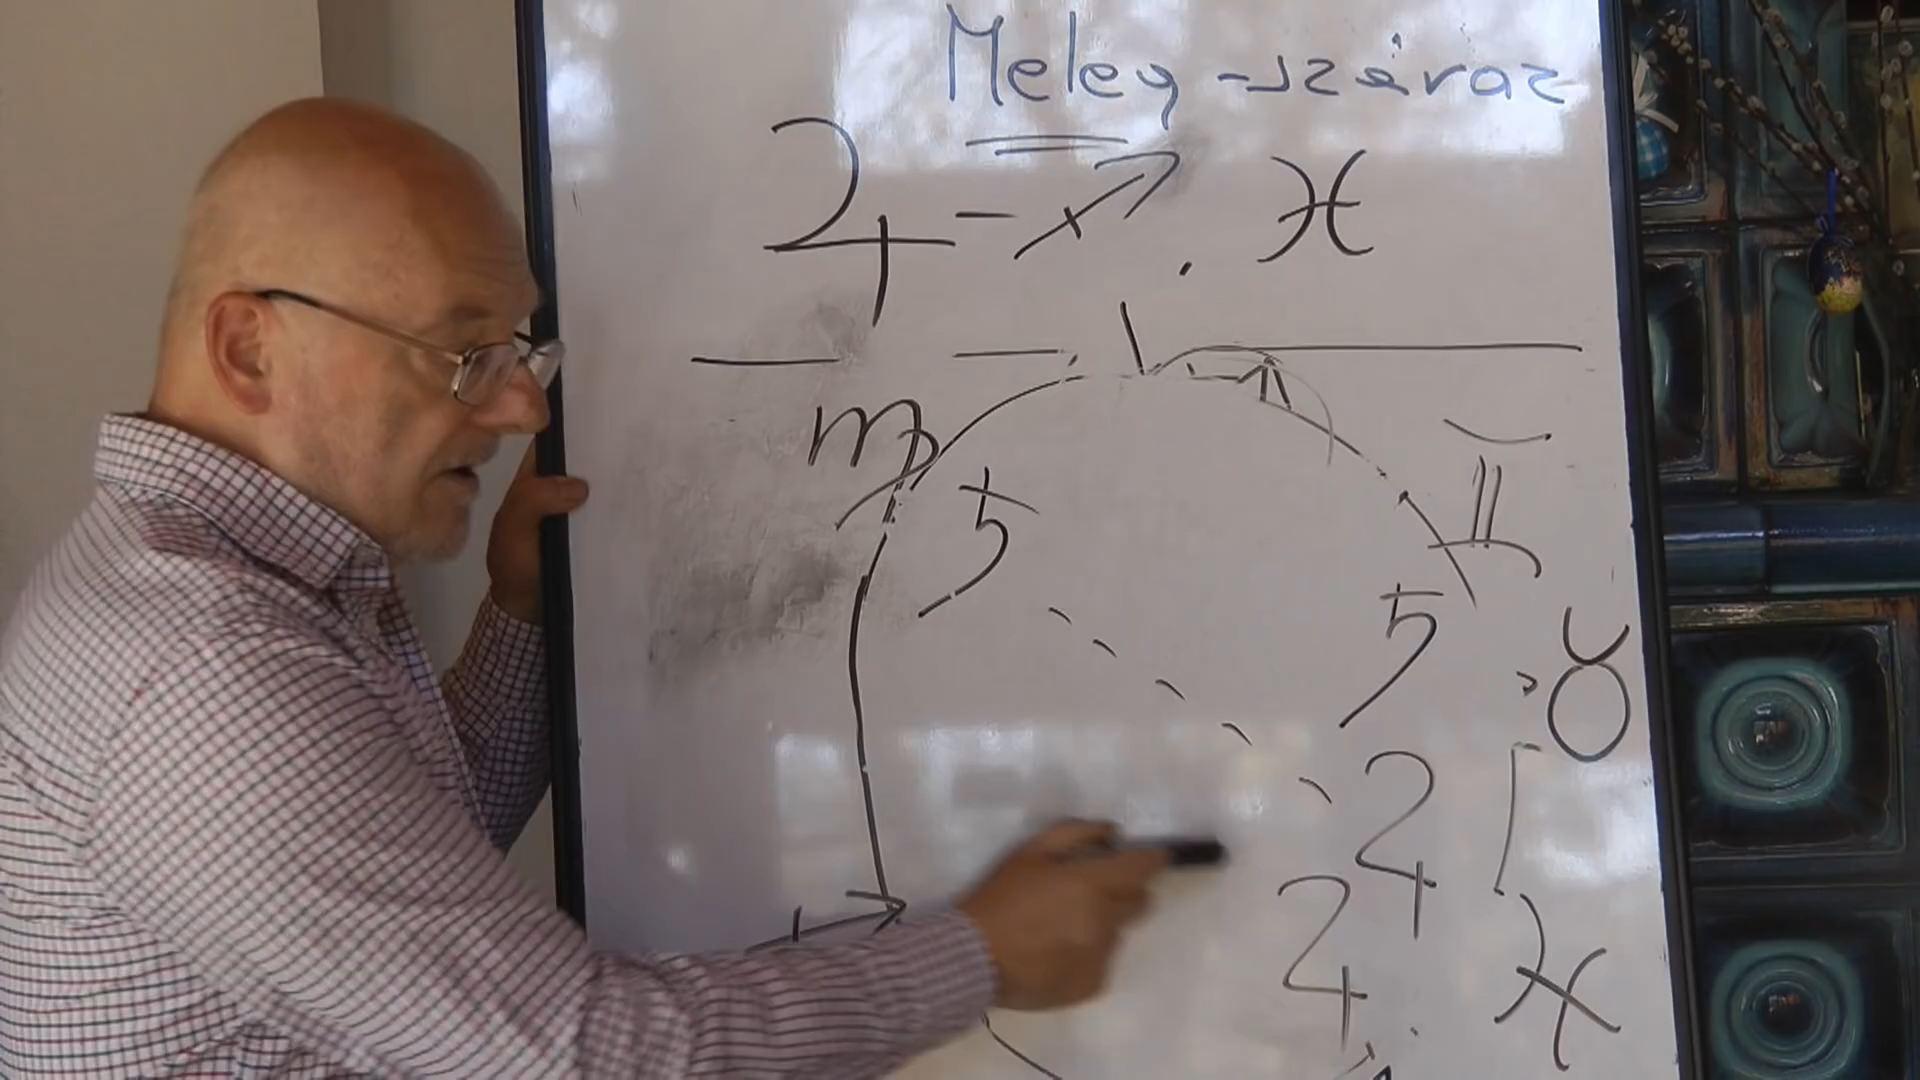 Meleg - száraz
♃ - ♐ ♓
♍
♄ ♊
♄ ♉
♃
♃ ♓